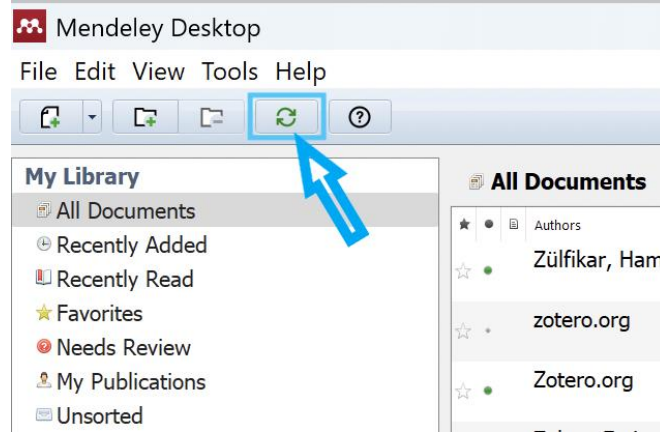 Mendeley Desktop
File Edit View Tools Help
My Library
All Documents
Recently Added
Recently Read
Favorites
Needs Review
My Publications
Unsorted
All Documents
Authors
Zülfikar, Ham
zotero.org
Zotero.org